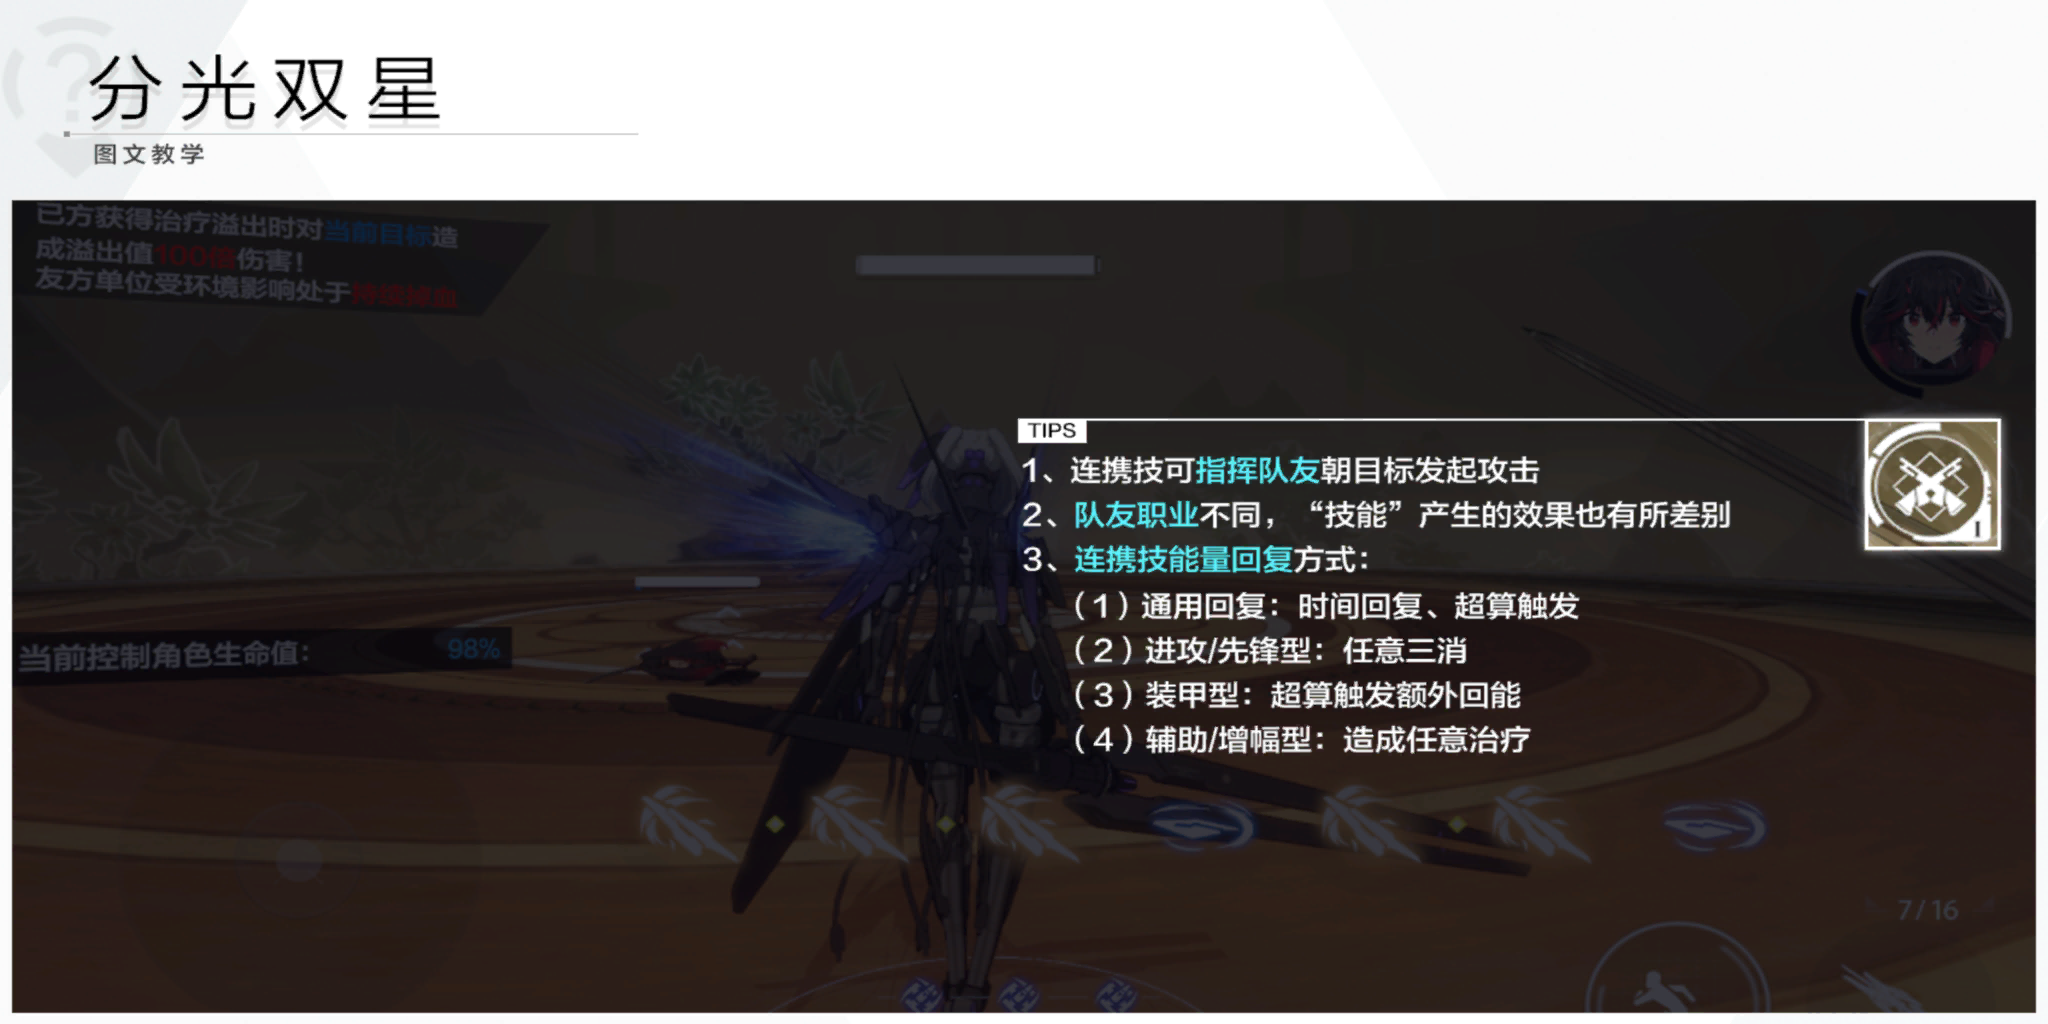 分光双星
图文教学
已方获得治疗溢出时对当前目标造
成溢出值100倍伤害！
友方单位受环境影响处于持续掉血
TIPS
1、连携技可指挥队友朝目标发起攻击
2、队友职业不同，“技能”产生的效果也有所差别
3、连携技能量回复方式：
（1）通用回复：时间回复、超算触发
（2）进攻/先锋型：任意三消
（3）装甲型：超算触发额外回能
（4）辅助/增幅型：造成任意治疗
I
当前控制角色生命值： 98%
7/16